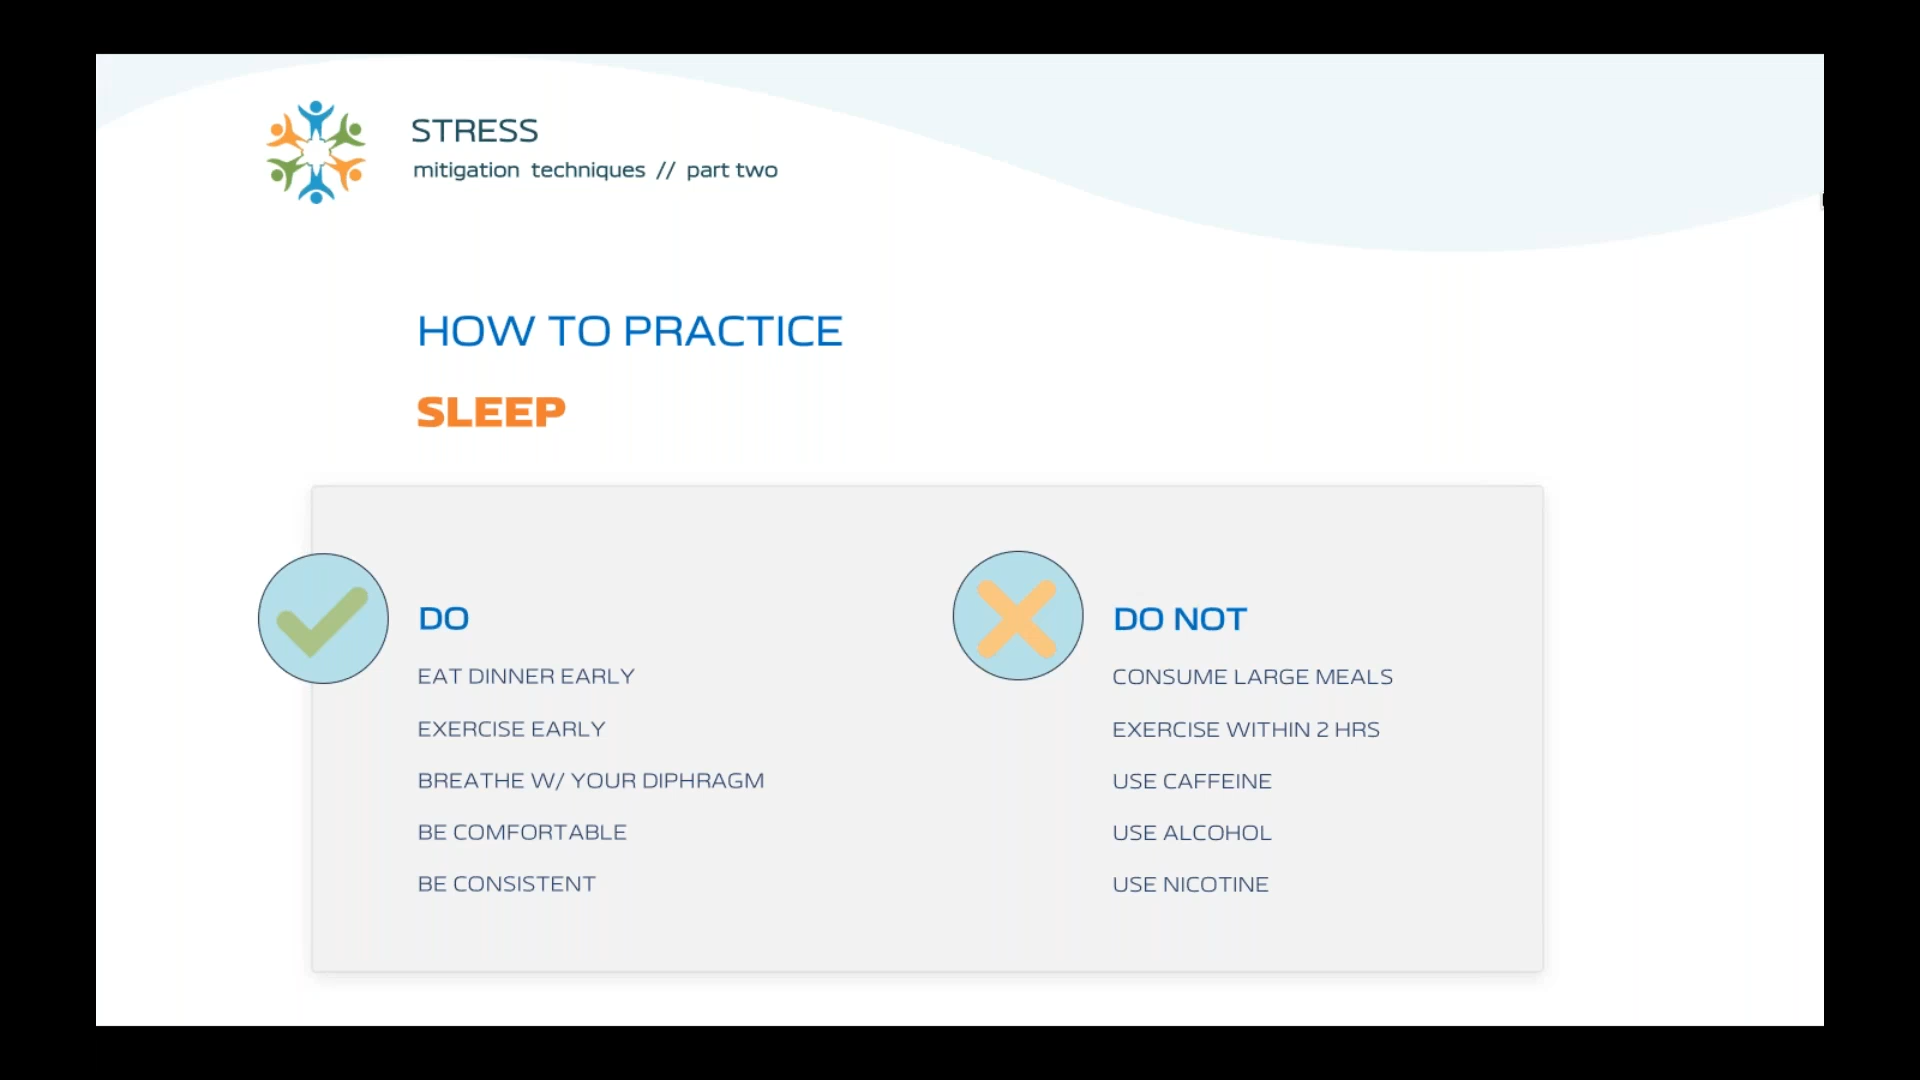 STRESS
mitigation techniques // part two
HOW TO PRACTICE
SLEEP
DO
EAT DINNER EARLY
EXERCISE EARLY
BREATHE W/ YOUR DIPHRAGM
BE COMFORTABLE
BE CONSISTENT
DO NOT
CONSUME LARGE MEALS
EXERCISE WITHIN 2 HRS
USE CAFFEINE
USE ALCOHOL
USE NICOTINE